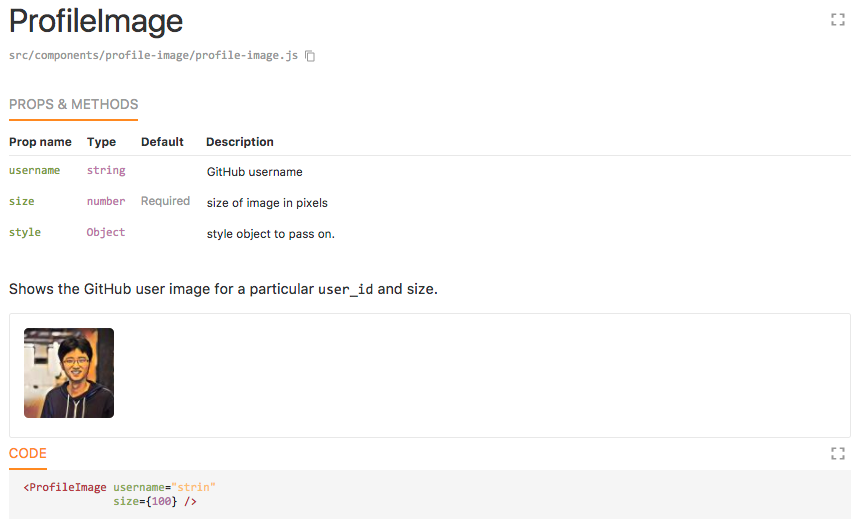 ProfileImage
src/components/profile-image/profile-image.js
PROPS & METHODS
Prop name Type Default Description
username string GitHub username
size number Required size of image in pixels
style Object style object to pass on.
Shows the GitHub user image for a particular user_id and size.
CODE
<ProfileImage username="strin"
size={100} />